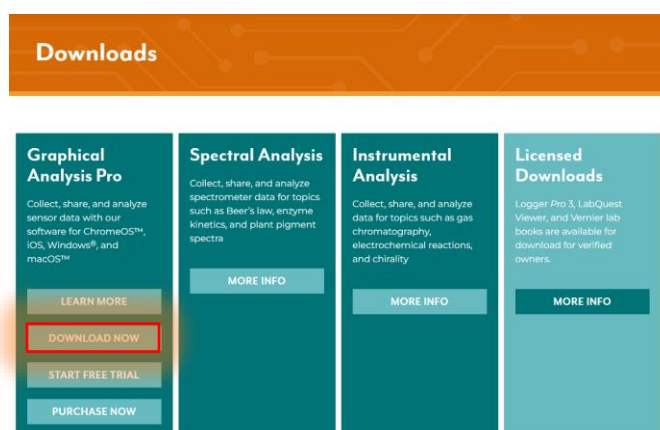 Downloads
Graphical
Analysis Pro
Collect, share, and analyze
sensor data with our
software for ChromeOS™,
iOS, Windows®, and
macOS™
LEARN MORE
DOWNLOAD NOW
START FREE TRIAL
PURCHASE NOW
Spectral Analysis
Collect, share, and analyze
spectrometer data for topics
such as Beer's law, enzyme
kinetics, and plant pigment
spectra
MORE INFO
Instrumental
Analysis
Collect, share, and analyze
data for topics such as gas
chromatography,
electrochemical reactions,
and chirality
MORE INFO
Licensed
Downloads
Logger Pro 3, LabQuest
Viewer, and Vernier lab
books are available for
download for verified
owners.
MORE INFO